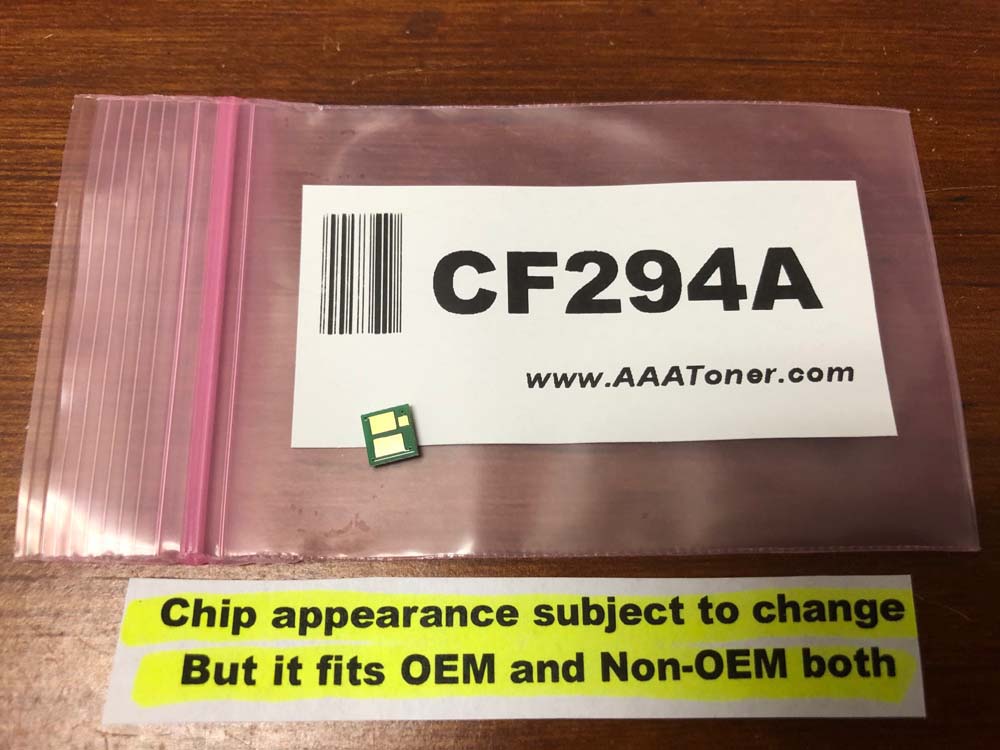 CF294A
www.AAAToner.com
Chip appearance subject to change
But it fits OEM and Non-OEM both